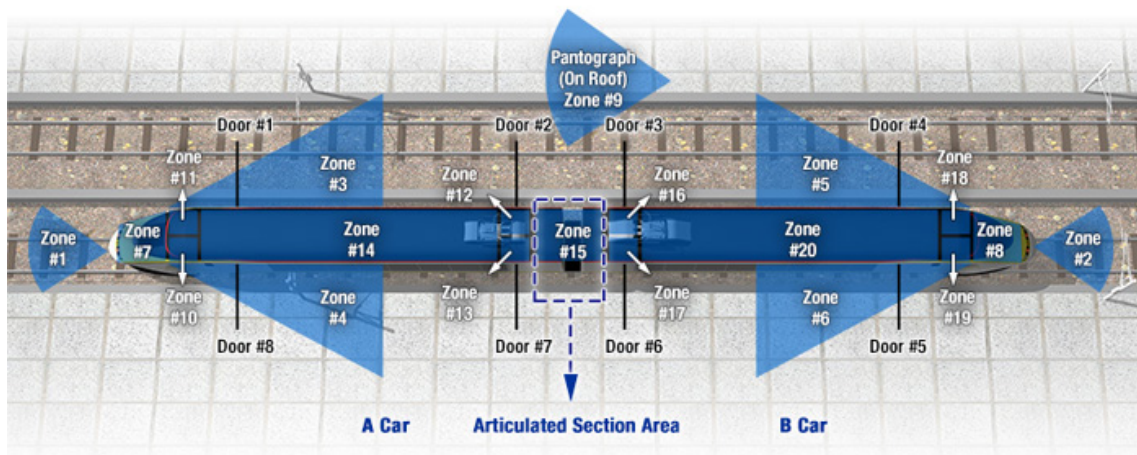 Pantograph
(On Roof)
Zone #9
Door #1
Door #2
Door #3
Door #4
Zone
#11
Zone
#3
Zone
#12
Zone
#16
Zone
#5
Zone
#18
Zone
#1
Zone
#7
Zone
#14
Zone
#15
Zone
#20
Zone
#8
Zone
#2
Zone
#10
Zone
#4
Zone
#13
Zone
#17
Zone
#6
Zone
#19
Door #8
Door #7
Door #6
Door #5
A Car
Articulated Section Area
B Car